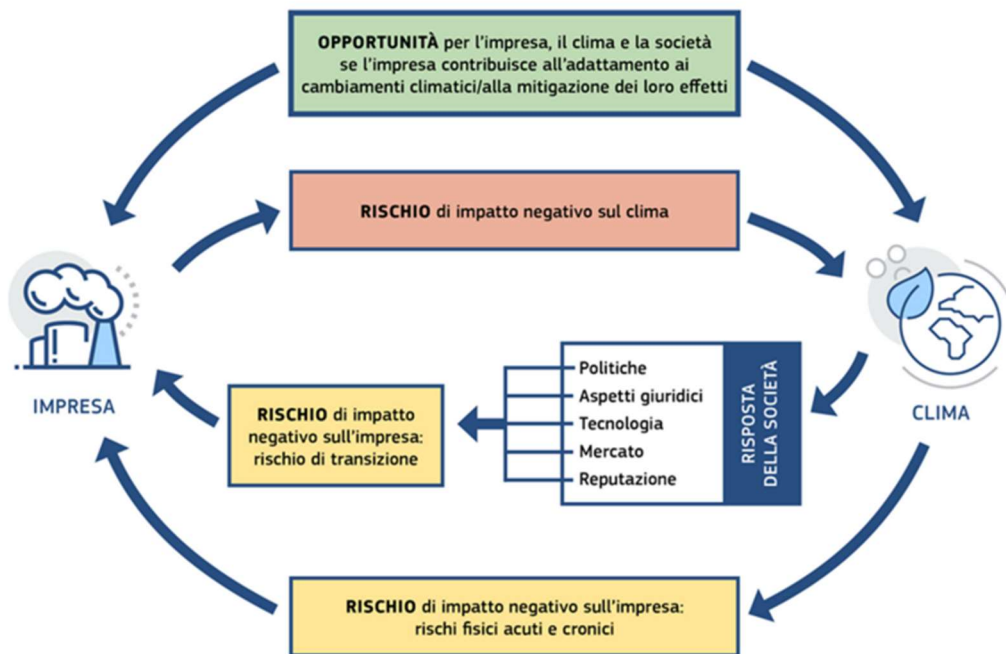 OPPORTUNITÀ per l'impresa, il clima e la società
se l'impresa contribuisce all'adattamento ai
cambiamenti climatici/alla mitigazione dei loro effetti
RISCHIO di impatto negativo sul clima
IMPRESA
RISCHIO di impatto
negativo sull'impresa:
rischio di transizione
Politiche
Aspetti giuridici
Tecnologia
Mercato
Reputazione
RISPOSTA
DELLA SOCIETÀ
CLIMA
RISCHIO di impatto negativo sull'impresa:
rischi fisici acuti e cronici